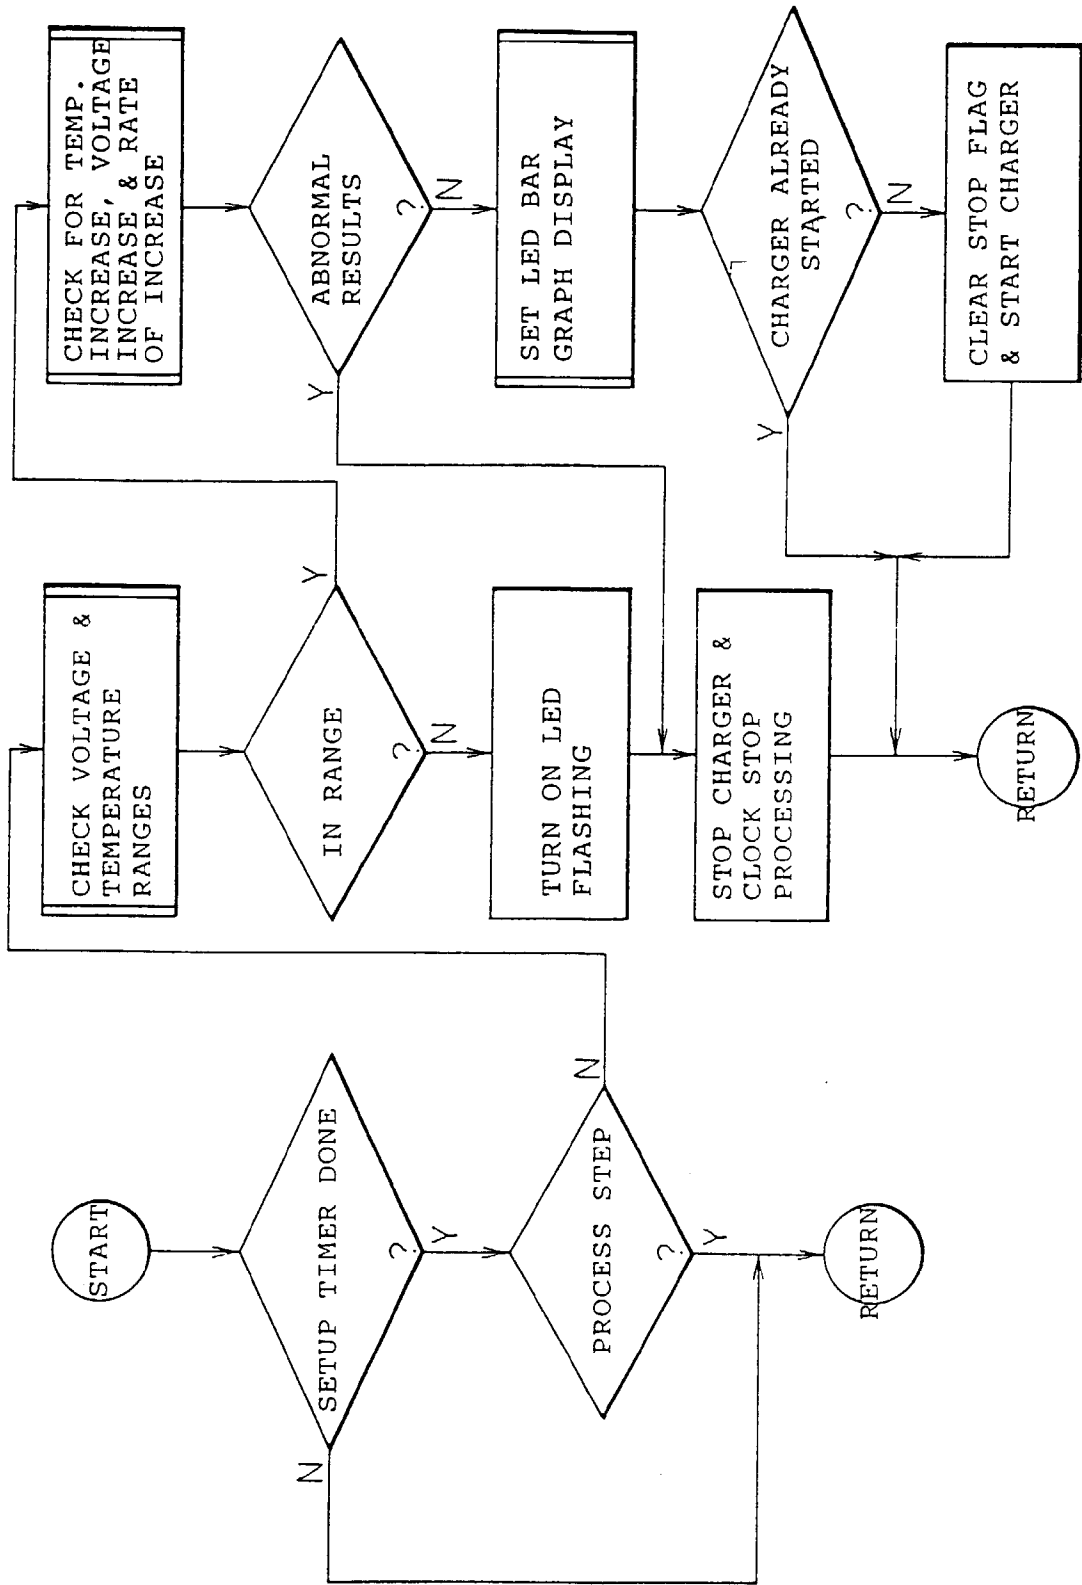 START
SETUP TIMER DONE
?
N
Y
PROCESS STEP
?
N
Y
RETURN
CHECK VOLTAGE &
TEMPERATURE
RANGES
IN RANGE
?
Y
N
TURN ON LED
FLASHING
STOP CHARGER &
CLOCK STOP
PROCESSING
RETURN
CHECK FOR TEMP.
INCREASE, VOLTAGE
INCREASE, & RATE
OF INCREASE
ABNORMAL
RESULTS
?
Y
N
SET LED BAR
GRAPH DISPLAY
CHARGER ALREADY
STARTED
?
Y
N
CLEAR STOP FLAG
& START CHARGER